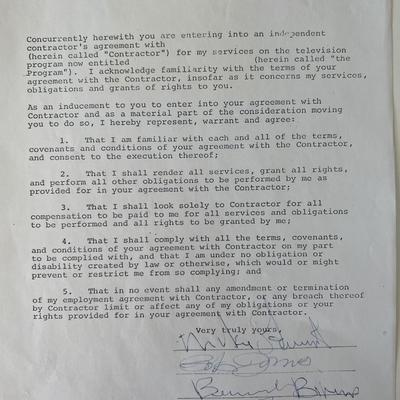 Concurrently herewith you are entering into an independent
contractor's agreement with
(herein called "Contractor") for my services on the television
program now entitled (herein called "the
Program"). I acknowledge familiarity with the terms of your
agreement with the Contractor, insofar as it concerns my services,
obligations and grants of rights to you.
As an inducement to you to enter into your agreement with
Contractor and as a material part of the consideration moving
you to do so, I hereby represent, warrant and agree:
1. That I am familiar with each and all of the terms,
covenants and conditions of your agreement with the Contractor,
and consent to the execution thereof;
2. That I shall render all services, grant all rights,
and perform all other obligations to be performed by me as
provided for in your agreement with the Contractor;
3. That I shall look solely to Contractor for all
compensation to be paid to me for all services and obligations
to be performed and all rights to be granted by me;
4. That I shall comply with all the terms, covenants,
and conditions of your agreement with Contractor on my part
to be complied with, and that I am under no obligation or
disability created by law or otherwise, which would or might
prevent or restrict me from so complying; and
5. That in no event shall any amendment or termination
of my employment agreement with Contractor, or any breach thereof
by Contractor limit or affect any of my obligations or your
rights provided for in your agreement with Contractor.
Very truly yours,